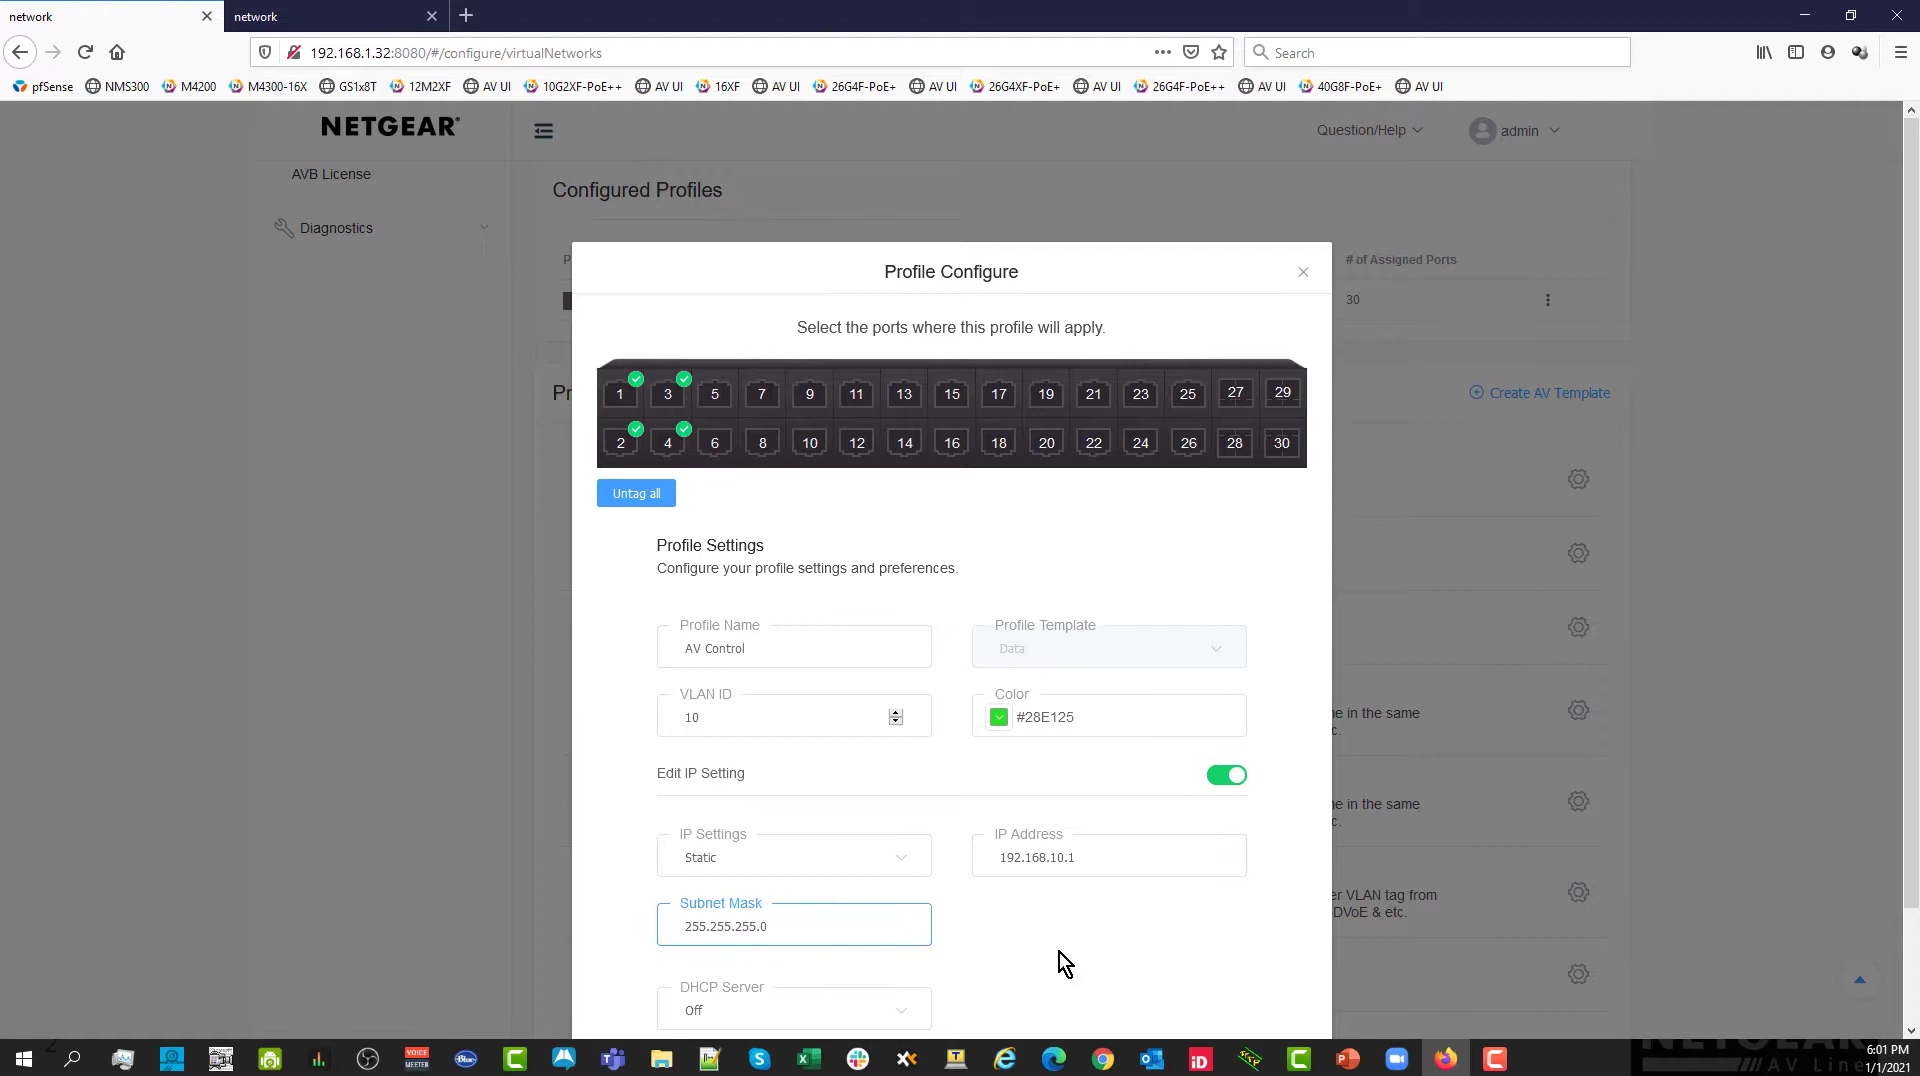 network
network
192.168.1.32:8080/#/configure/virtualNetworks
Search
pfSense
NMS300
M4200
M4300-16X
GS1x8T
12M2XF
AV UI
10G2XF-PoE++
AV UI
16XF
AV UI
26G4F-PoE+
AV UI
26G4XF-PoE+
AV UI
26G4F-PoE++
AV UI
40G8F-PoE+
AV UI
NETGEAR
Question/Help
admin
AVB License
Diagnostics
Configured Profiles
# of Assigned Ports
30
Create AV Template
Profile Configure
Select the ports where this profile will apply.
1 3 5 7 9 11 13 15 17 19 21 23 25 27 29
2 4 6 8 10 12 14 16 18 20 22 24 26 28 30
Untag all
Profile Settings
Configure your profile settings and preferences.
Profile Name
AV Control
Profile Template
Data
VLAN ID
10
Color
#28E125
Edit IP Setting
IP Settings
Static
IP Address
192.168.10.1
Subnet Mask
255.255.255.0
DHCP Server
Off
in the same
in the same
VLAN tag from
& etc.
VOICE
MEETER
Blue
iD
6:01 PM
1/1/2021
AV Line